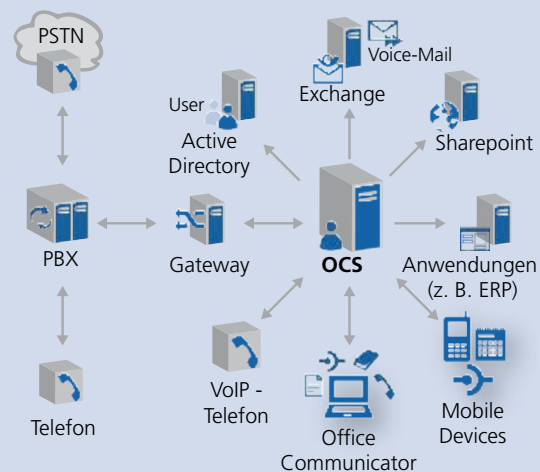 PSTN
Voice-Mail
Exchange
User
Active
Directory
Sharepoint
PBX
Gateway
OCS
Anwendungen
(z. B. ERP)
Telefon
VoIP -
Telefon
Office
Communicator
Mobile
Devices